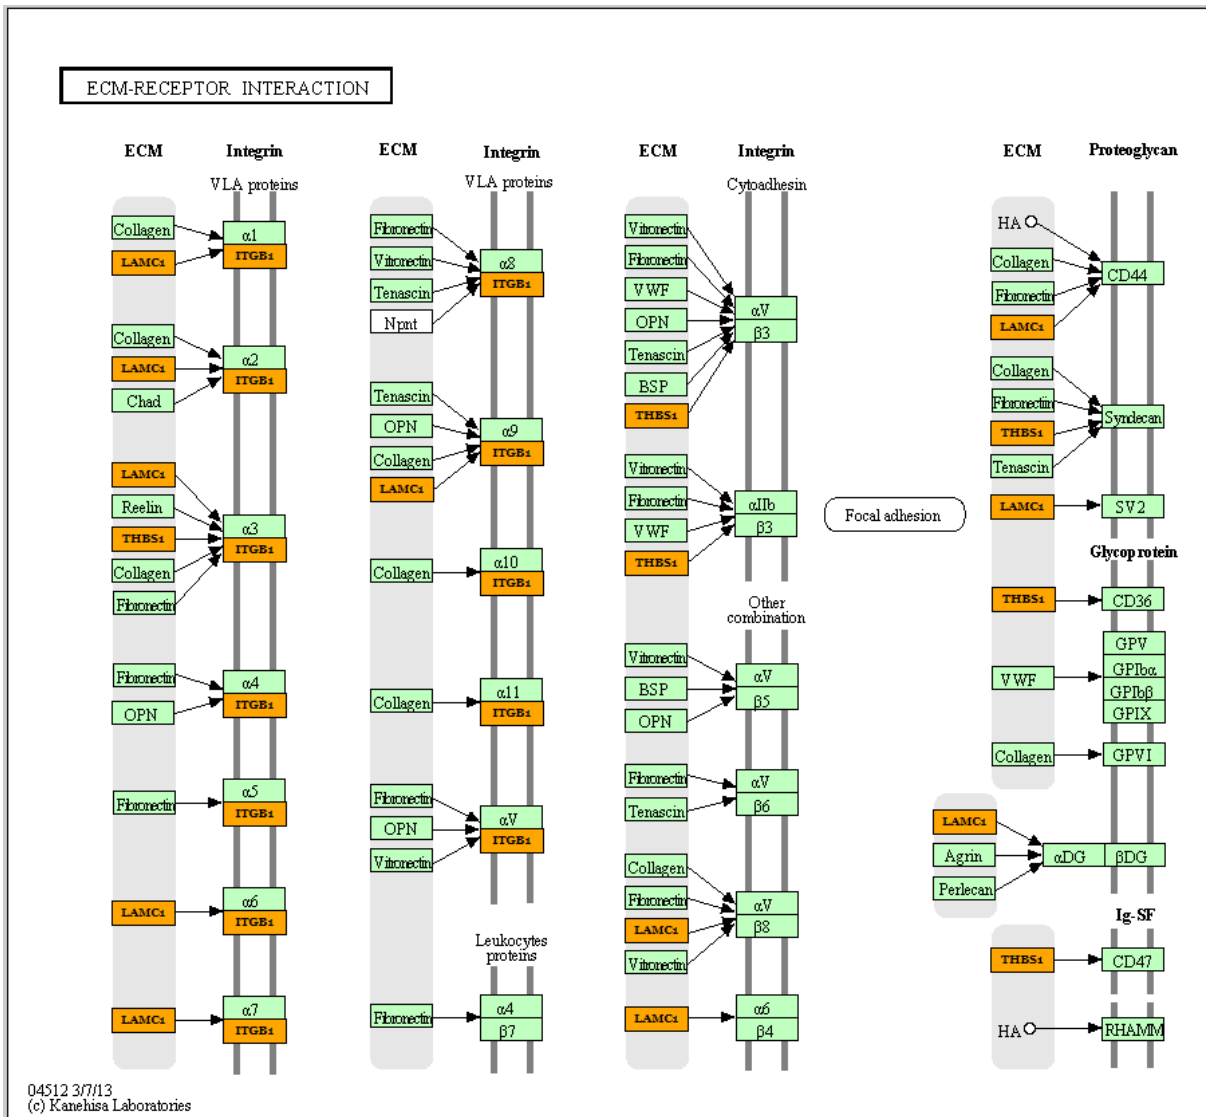 ECM-RECEPTOR INTERACTION
ECM
Integrin
VLA proteins
Collagen
LAMC1
α1
ITGB1
Collagen
LAMC1
Chad
α2
ITGB1
LAMC1
Reelin
THBS1
Collagen
Fibronectin
α3
ITGB1
Fibronectin
OPN
α4
ITGB1
Fibronectin
α5
ITGB1
LAMC1
α6
ITGB1
LAMC1
α7
ITGB1
ECM
Integrin
VLA proteins
Fibronectin
Vitronectin
Tenascin
Npnt
α8
ITGB1
Tenascin
OPN
Collagen
LAMC1
α9
ITGB1
Collagen
α10
ITGB1
Collagen
α11
ITGB1
Fibronectin
OPN
Vitronectin
αV
ITGB1
Leukocytes
proteins
Fibronectin
α4
β7
ECM
Integrin
Cytoadhesin
Vitronectin
Fibronectin
VWF
OPN
Tenascin
BSP
THBS1
αV
β3
Vitronectin
Fibronectin
VWF
THBS1
αIIb
β3
Other
combination
Vitronectin
BSP
OPN
αV
β5
Fibronectin
Tenascin
αV
β6
Collagen
Fibronectin
LAMC1
Vitronectin
αV
β8
LAMC1
α6
β4
Focal adhesion
ECM
Proteoglycan
HA
Collagen
Fibronectin
LAMC1
CD44
Collagen
Fibronectin
THBS1
Tenascin
Syndecan
LAMC1
SV2
Glycoprotein
THBS1
CD36
VWF
GPV
GPIbα
GPIbβ
GPIX
Collagen
GPVI
LAMC1
Agrin
Perlecan
αDG
βDG
Ig-SF
THBS1
CD47
HA
RHAMM
04512 3/7/13
(c) Kanehisa Laboratories